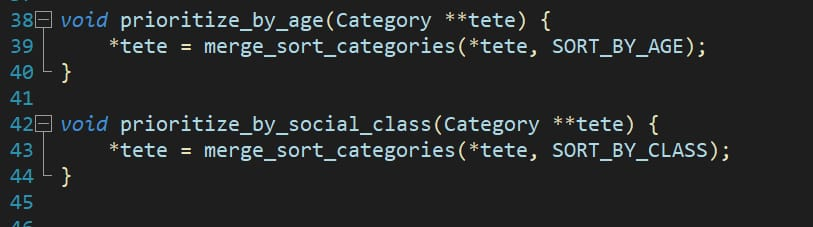 38 void prioritize_by_age(Category **tete) {
39     *tete = merge_sort_categories(*tete, SORT_BY_AGE);
40 }
41
42 void prioritize_by_social_class(Category **tete) {
43     *tete = merge_sort_categories(*tete, SORT_BY_CLASS);
44 }
45